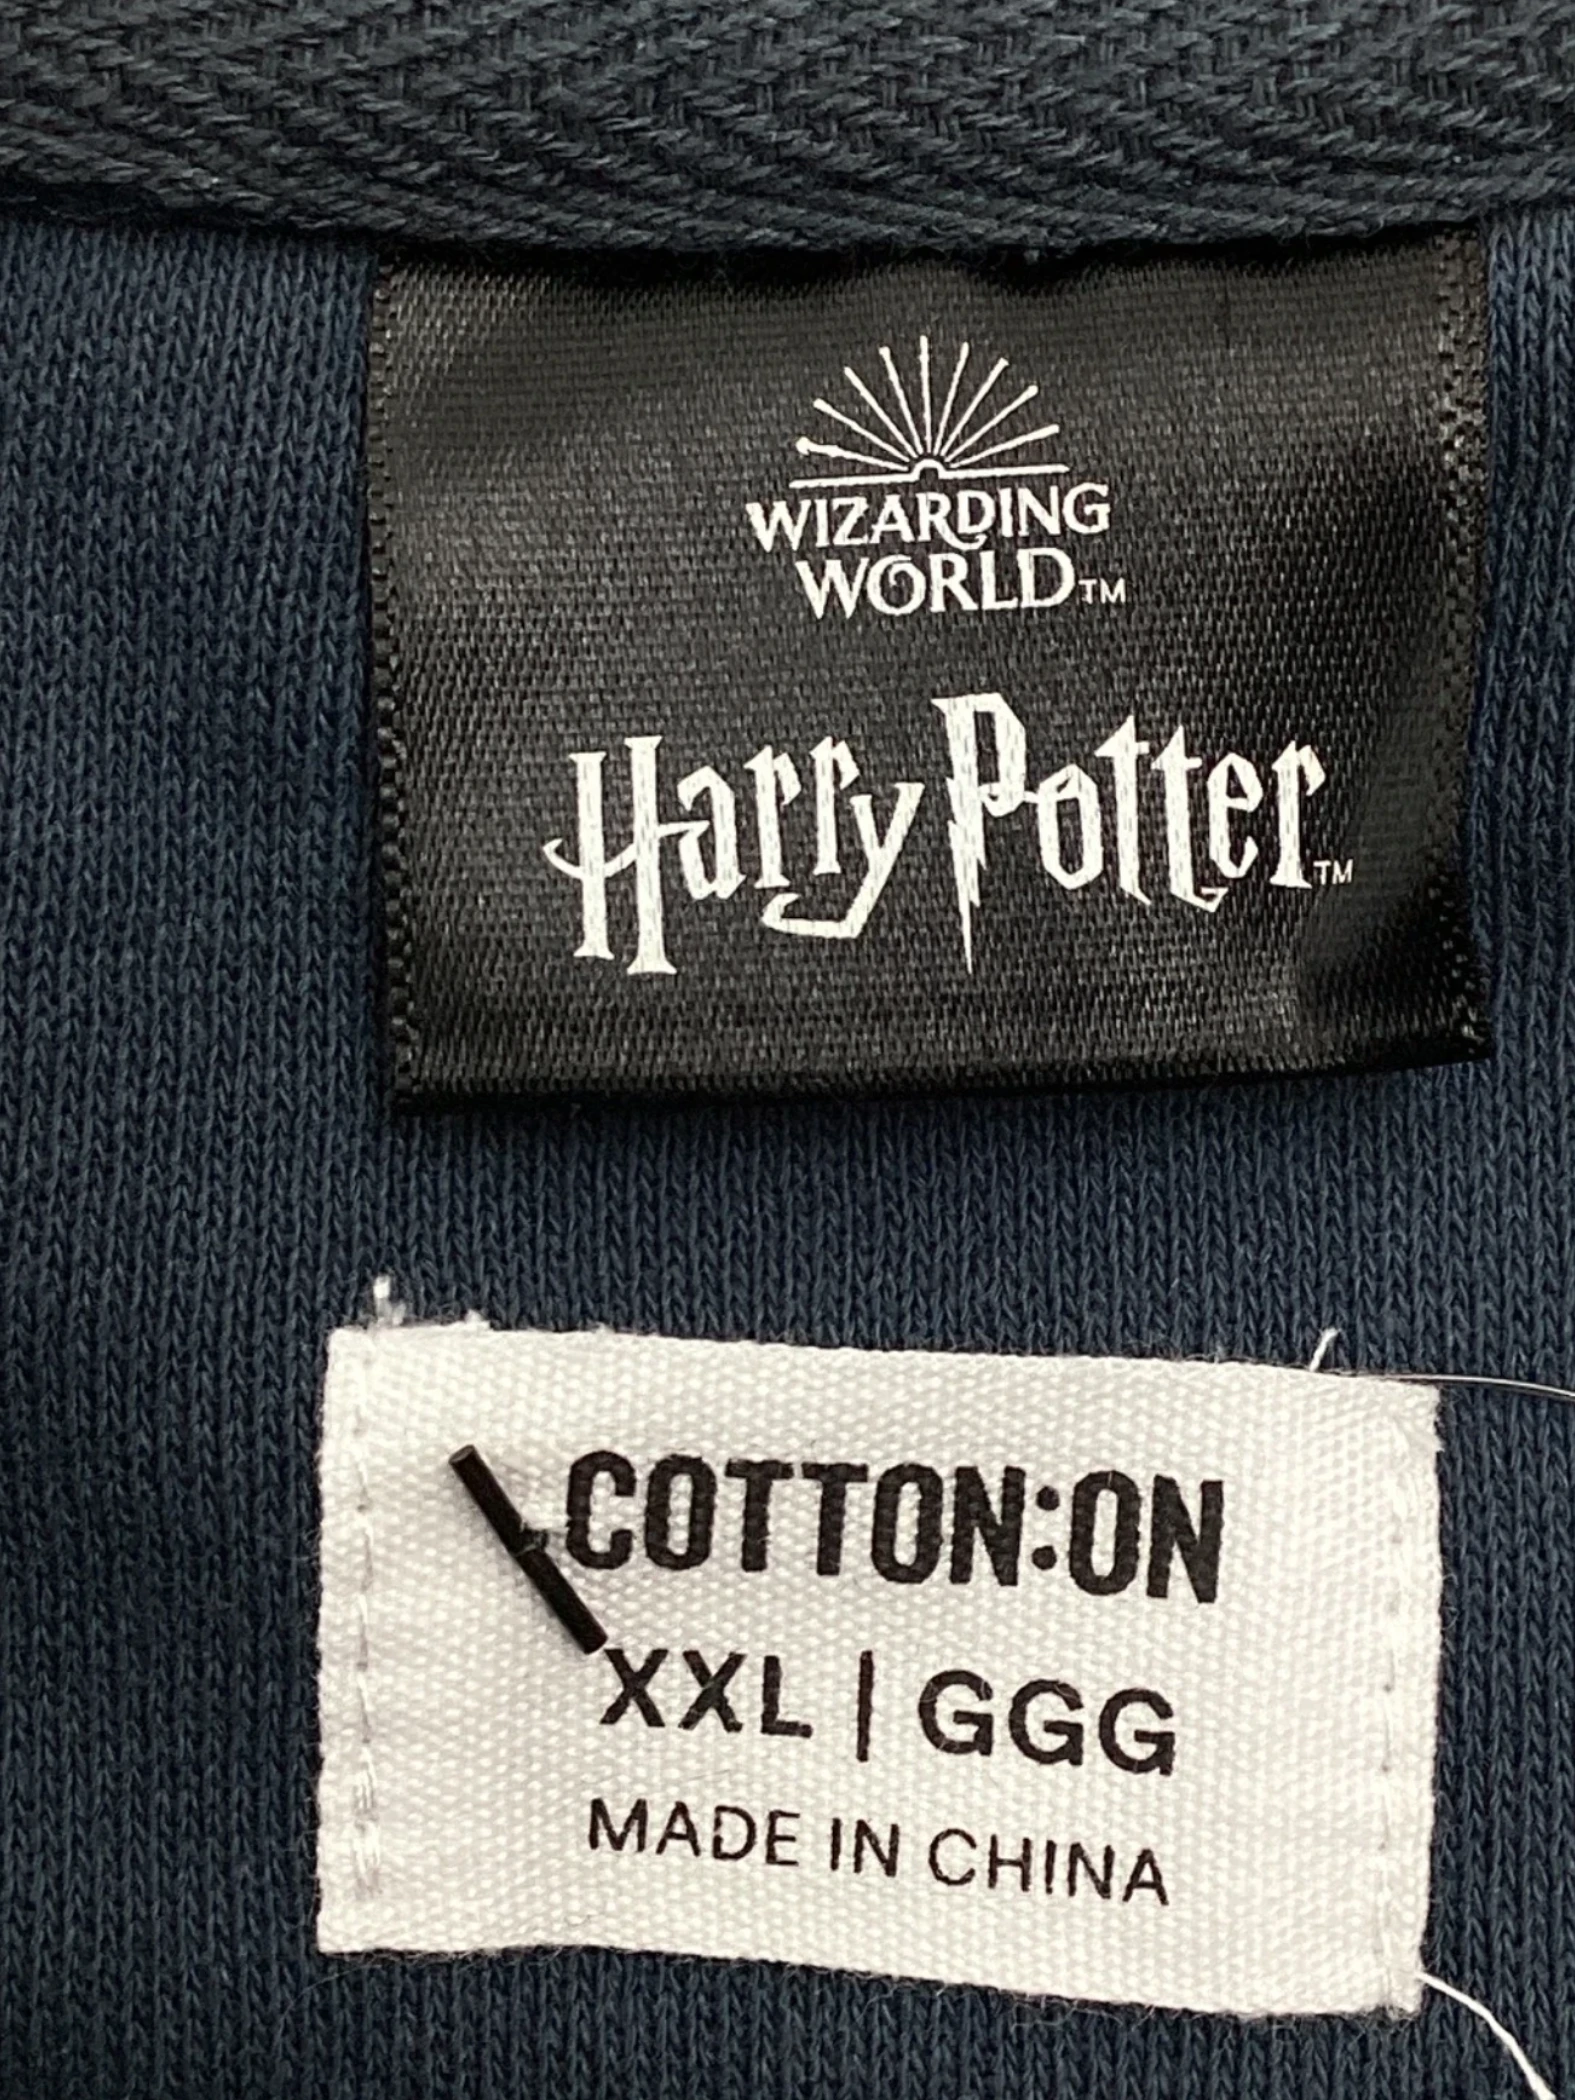 WIZARDING
WORLD™
Harry Potter™
COTTON:ON
XXL | GGG
MADE IN CHINA